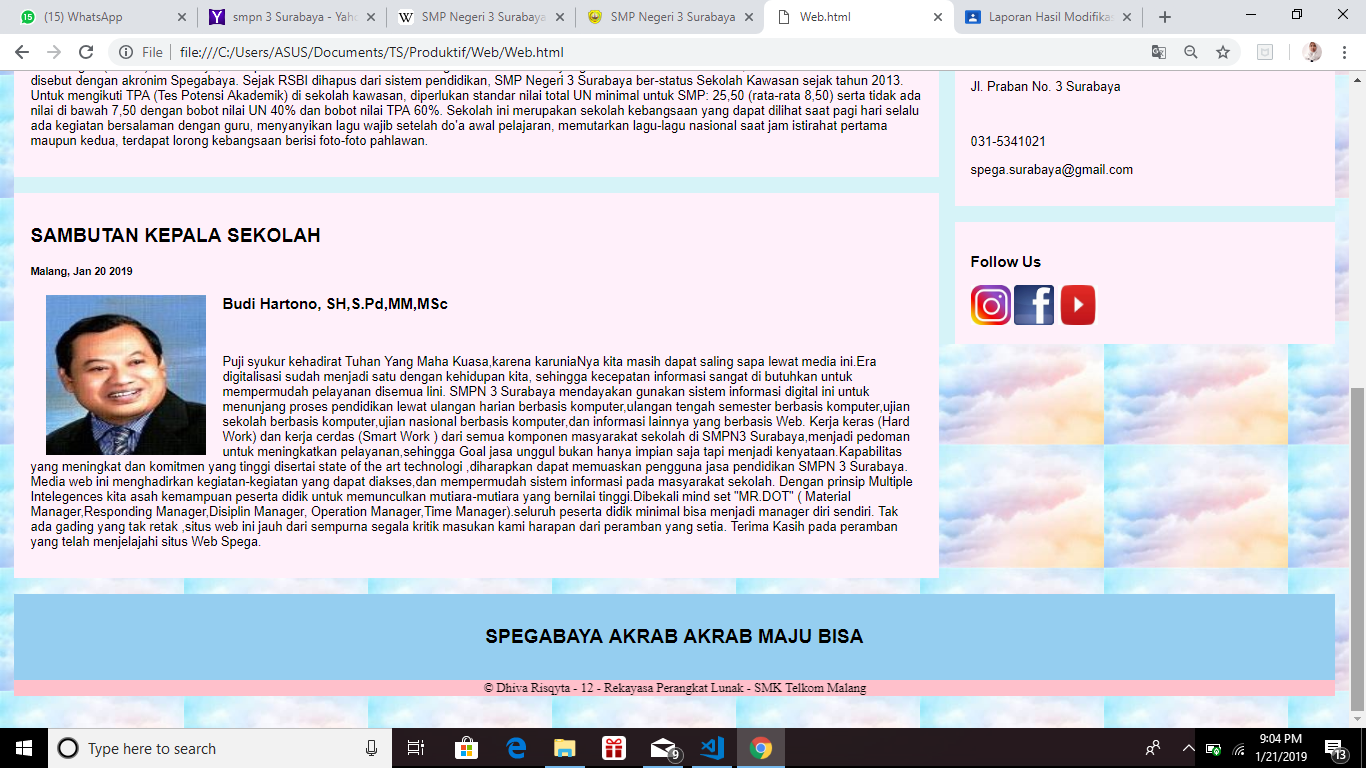 (15) WhatsApp
smpn 3 Surabaya - Yah
SMP Negeri 3 Surabaya
SMP Negeri 3 Surabaya
Web.html
Laporan Hasil Modifikas
File
file:///C:/Users/ASUS/Documents/TS/Produktif/Web/Web.html
disebut dengan akronim Spegabaya. Sejak RSBI dihapus dari sistem pendidikan, SMP Negeri 3 Surabaya ber-status Sekolah Kawasan sejak tahun 2013.
Untuk mengikuti TPA (Tes Potensi Akademik) di sekolah kawasan, diperlukan standar nilai total UN minimal untuk SMP: 25,50 (rata-rata 8,50) serta tidak ada
nilai di bawah 7,50 dengan bobot nilai UN 40% dan bobot nilai TPA 60%. Sekolah ini merupakan sekolah kebangsaan yang dapat dilihat saat pagi hari selalu
ada kegiatan bersalaman dengan guru, menyanyikan lagu wajib setelah do'a awal pelajaran, memutarkan lagu-lagu nasional saat jam istirahat pertama
maupun kedua, terdapat lorong kebangsaan berisi foto-foto pahlawan.
Jl. Praban No. 3 Surabaya
031-5341021
spega.surabaya@gmail.com
SAMBUTAN KEPALA SEKOLAH
Malang, Jan 20 2019
Budi Hartono, SH,S.Pd,MM,MSc
Puji syukur kehadirat Tuhan Yang Maha Kuasa,karena karuniaNya kita masih dapat saling sapa lewat media ini.Era
digitalisasi sudah menjadi satu dengan kehidupan kita, sehingga kecepatan informasi sangat di butuhkan untuk
mempermudah pelayanan disemua lini. SMPN 3 Surabaya mendayakan gunakan sistem informasi digital ini untuk
menunjang proses pendidikan lewat ulangan harian berbasis komputer,ulangan tengah semester berbasis komputer,ujian
sekolah berbasis komputer,ujian nasional berbasis komputer,dan informasi lainnya yang berbasis Web. Kerja keras (Hard
Work) dan kerja cerdas (Smart Work ) dari semua komponen masyarakat sekolah di SMPN3 Surabaya,menjadi pedoman
untuk meningkatkan pelayanan,sehingga Goal jasa unggul bukan hanya impian saja tapi menjadi kenyataan.Kapabilitas
yang meningkat dan komitmen yang tinggi disertai state of the art technologi ,diharapkan dapat memuaskan pengguna jasa pendidikan SMPN 3 Surabaya.
Media web ini menghadirkan kegiatan-kegiatan yang dapat diakses,dan mempermudah sistem informasi pada masyarakat sekolah. Dengan prinsip Multiple
Intelegences kita asah kemampuan peserta didik untuk memunculkan mutiara-mutiara yang bernilai tinggi.Dibekali mind set "MR.DOT" ( Material
Manager,Responding Manager,Disiplin Manager, Operation Manager,Time Manager).seluruh peserta didik minimal bisa menjadi manager diri sendiri. Tak
ada gading yang tak retak ,situs web ini jauh dari sempurna segala kritik masukan kami harapan dari peramban yang setia. Terima Kasih pada peramban
yang telah menjelajahi situs Web Spega.
Follow Us
SPEGABAYA AKRAB AKRAB MAJU BISA
© Dhiva Risqyta - 12 - Rekayasa Perangkat Lunak - SMK Telkom Malang
Type here to search
9
9:04 PM
1/21/2019
13